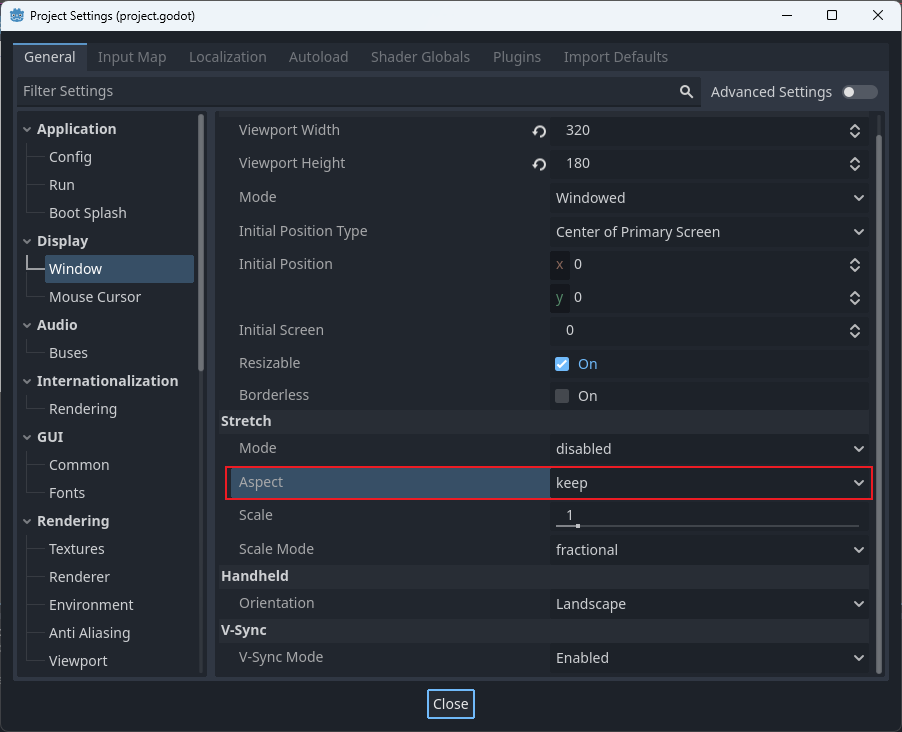 Project Settings (project.godot)
General Input Map Localization Autoload Shader Globals Plugins Import Defaults
Filter Settings Advanced Settings
Application
Config
Run
Boot Splash
Display
Window
Mouse Cursor
Audio
Buses
Internationalization
Rendering
GUI
Common
Fonts
Rendering
Textures
Renderer
Environment
Anti Aliasing
Viewport
Viewport Width 320
Viewport Height 180
Mode Windowed
Initial Position Type Center of Primary Screen
Initial Position x 0
y 0
Initial Screen 0
Resizable On
Borderless On
Stretch
Mode disabled
Aspect keep
Scale 1
Scale Mode fractional
Handheld
Orientation Landscape
V-Sync
V-Sync Mode Enabled
Close